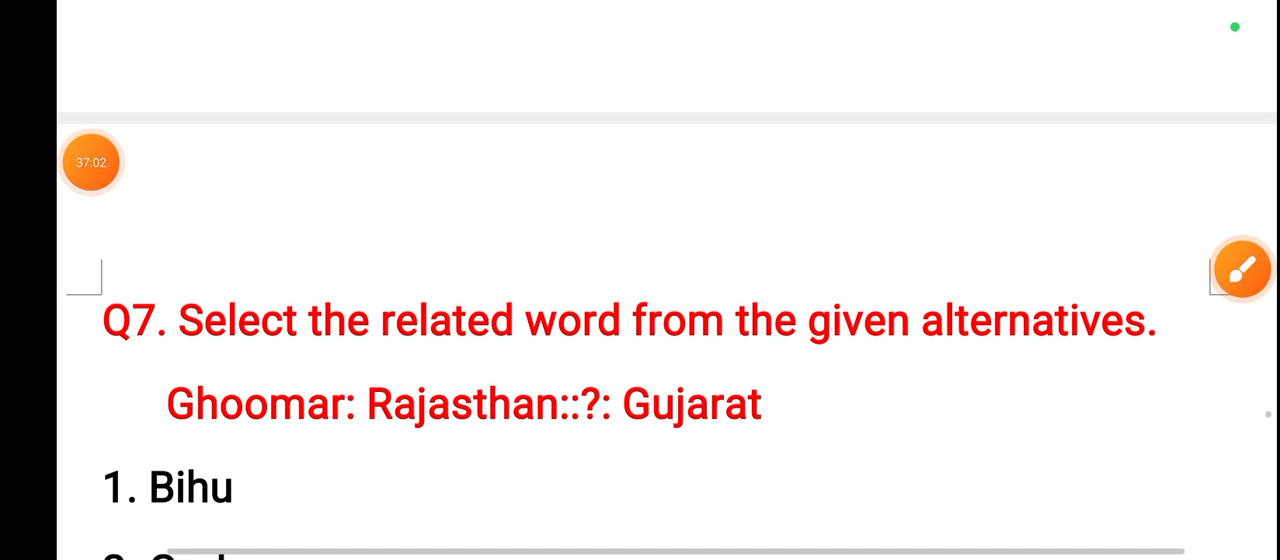 37:02
Q7. Select the related word from the given alternatives.
Ghoomar: Rajasthan::?: Gujarat
1. Bihu